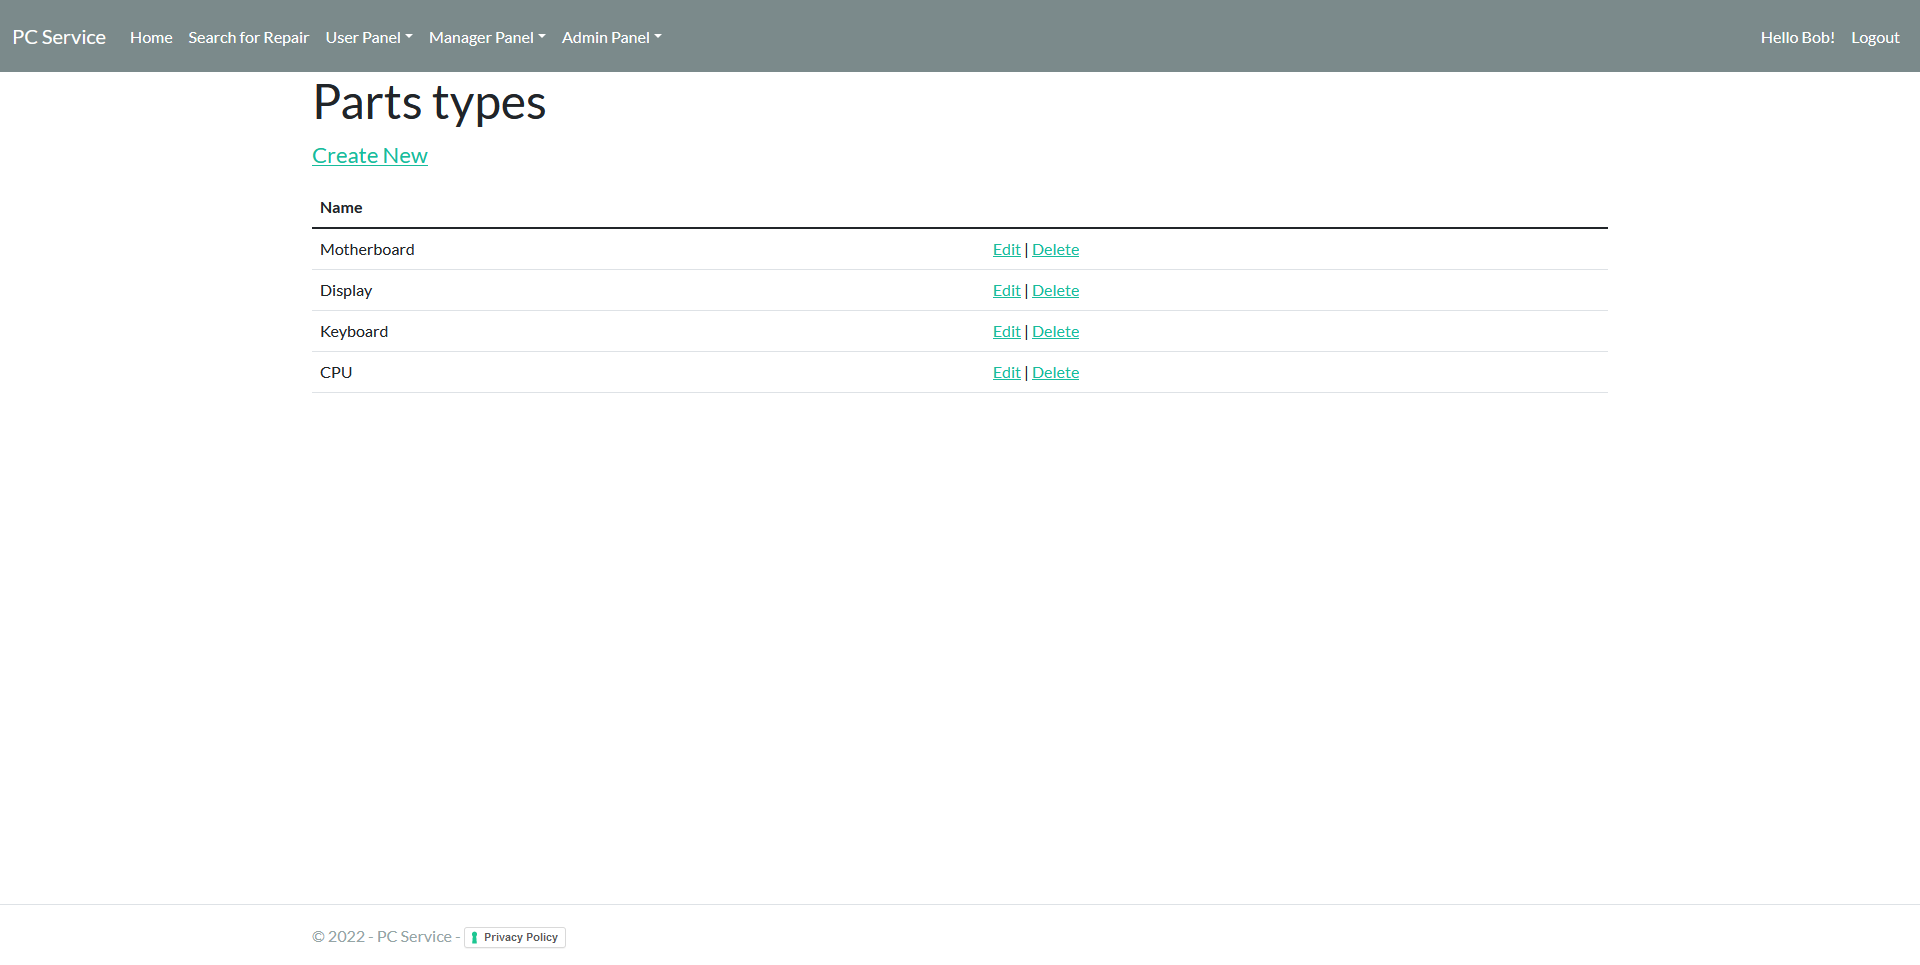 PC Service Home Search for Repair User Panel Manager Panel Admin Panel Hello Bob! Logout
Parts types
Create New
Name
Motherboard Edit | Delete
Display Edit | Delete
Keyboard Edit | Delete
CPU Edit | Delete
© 2022 - PC Service - Privacy Policy